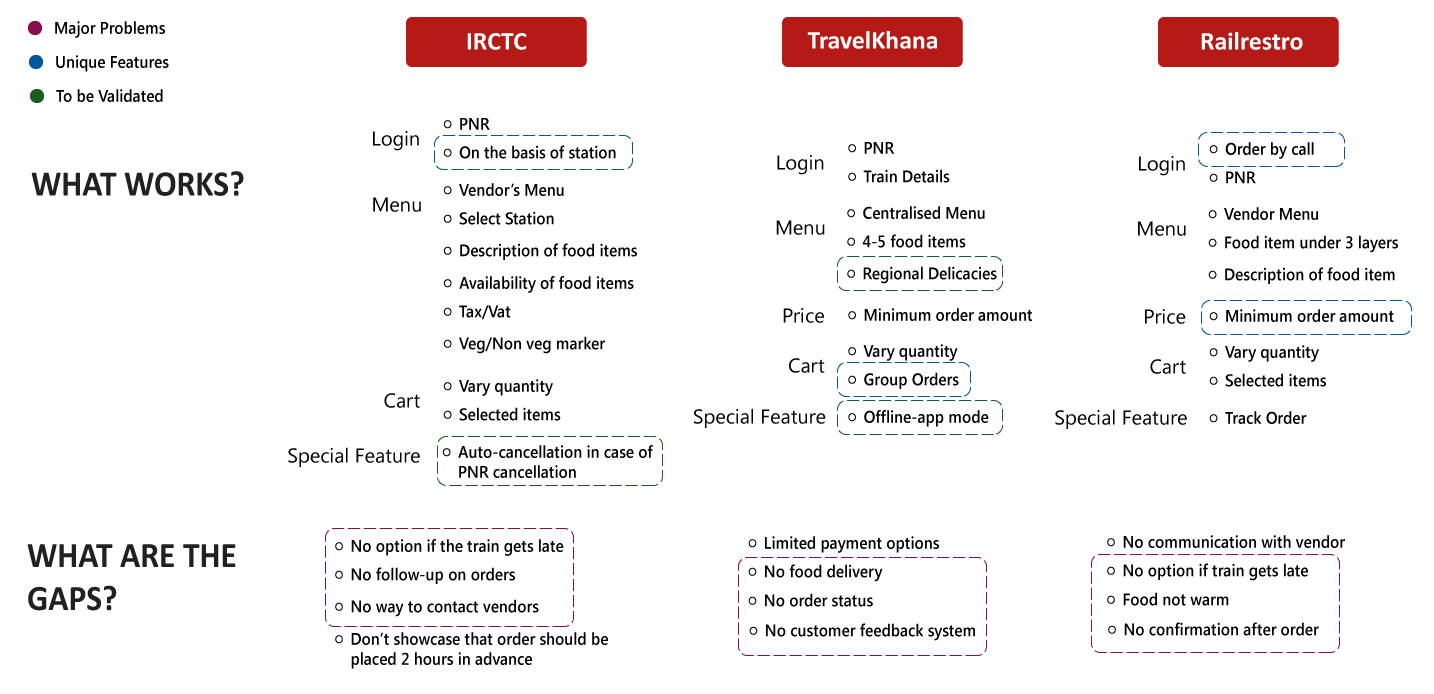 Major Problems
Unique Features
To be Validated
IRCTC
TravelKhana
Railrestro
WHAT WORKS?
Login
PNR
On the basis of station
Menu
Vendor's Menu
Select Station
Description of food items
Availability of food items
Tax/Vat
Veg/Non veg marker
Cart
Vary quantity
Selected items
Special Feature
Auto-cancellation in case of
PNR cancellation
Login
PNR
Train Details
Menu
Centralised Menu
4-5 food items
Regional Delicacies
Price
Minimum order amount
Cart
Vary quantity
Group Orders
Special Feature
Offline-app mode
Login
Order by call
PNR
Menu
Vendor Menu
Food item under 3 layers
Description of food item
Price
Minimum order amount
Cart
Vary quantity
Selected items
Special Feature
Track Order
WHAT ARE THE
GAPS?
No option if the train gets late
No follow-up on orders
No way to contact vendors
Don't showcase that order should be
placed 2 hours in advance
Limited payment options
No food delivery
No order status
No customer feedback system
No communication with vendor
No option if train gets late
Food not warm
No confirmation after order